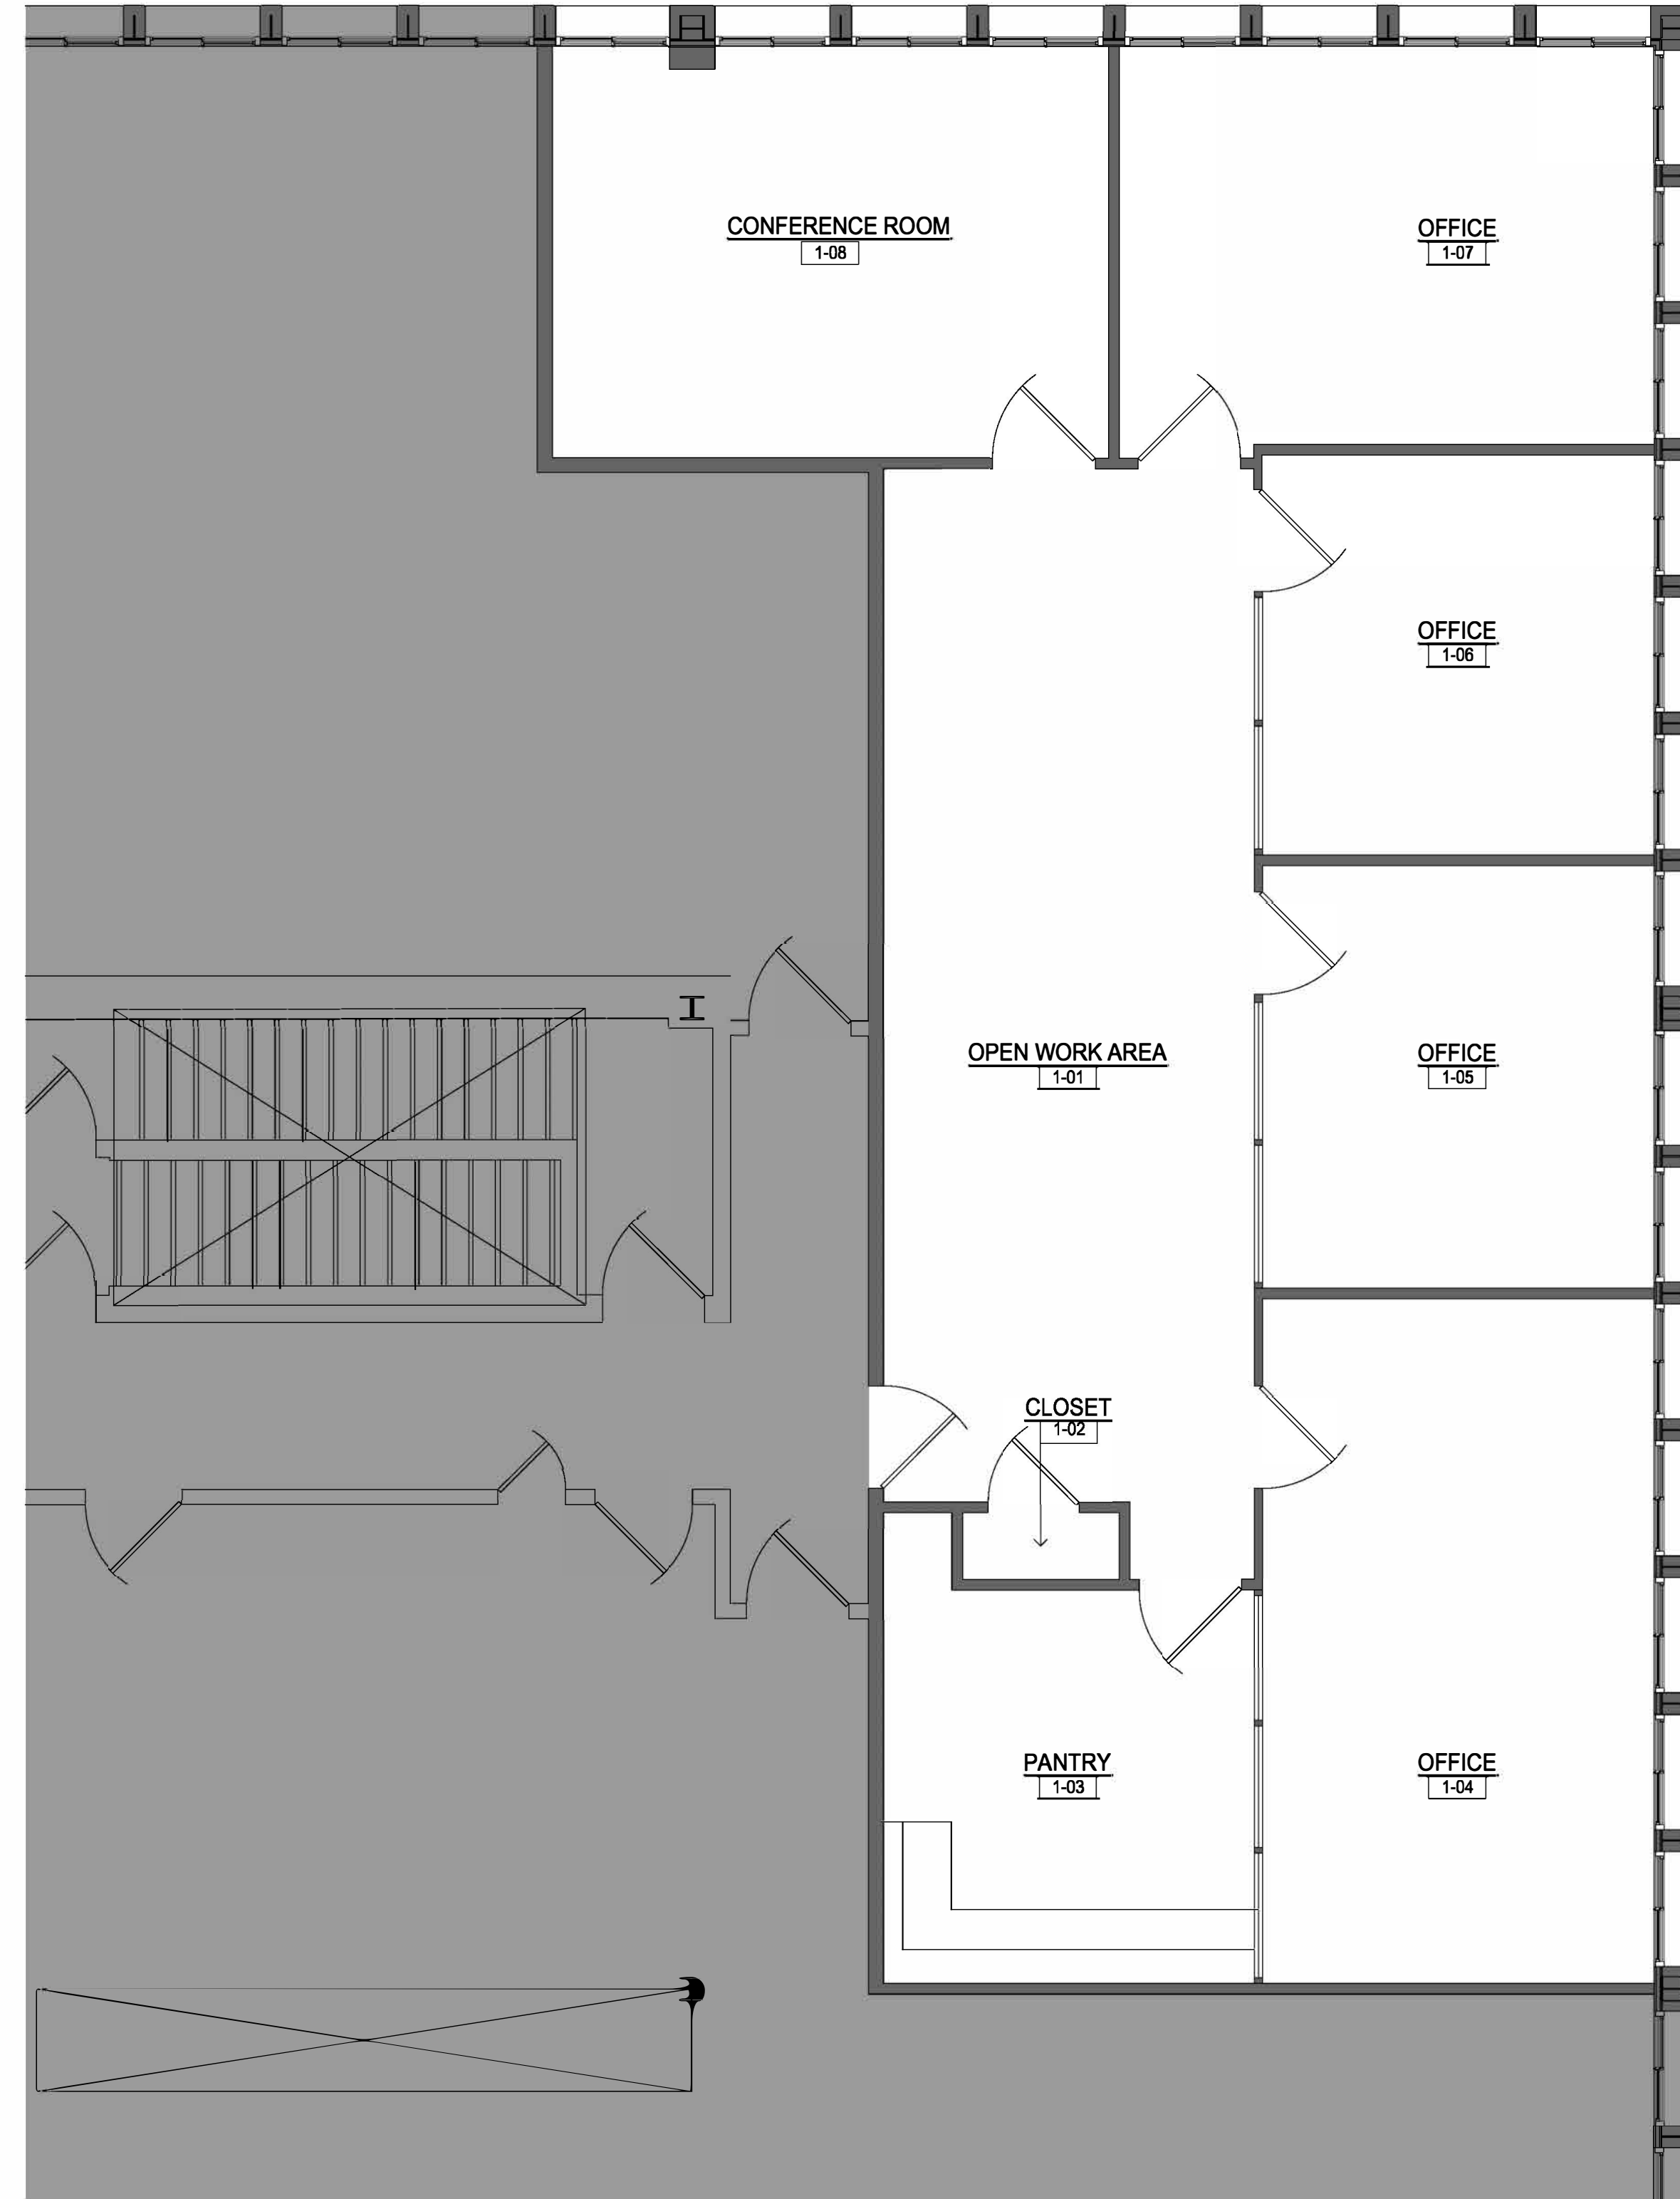 CONFERENCE ROOM
1-08
OFFICE
1-07
OFFICE
1-06
OPEN WORK AREA
1-01
OFFICE
1-05
CLOSET
1-02
PANTRY
1-03
OFFICE
1-04